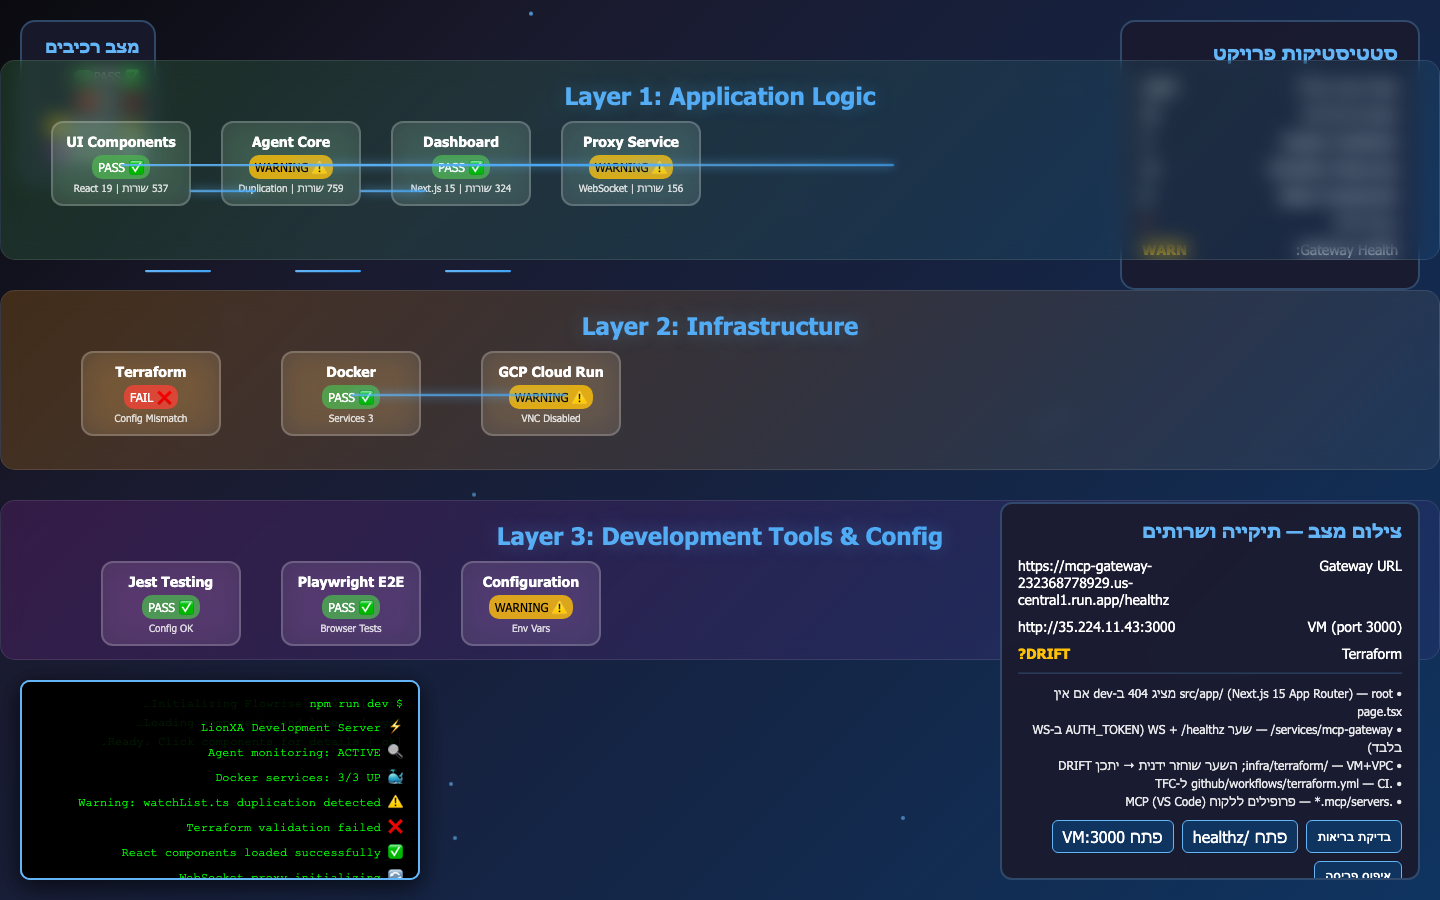 מצב רכיבים
PASS ✅
סטטיסטיקות פרויקט
Gateway Health:
WARN
Layer 1: Application Logic
UI Components
PASS ✅
React 19 | שורות 537
Agent Core
WARNING ⚠️
Duplication | שורות 759
Dashboard
PASS ✅
Next.js 15 | שורות 324
Proxy Service
WARNING ⚠️
WebSocket | שורות 156
Layer 2: Infrastructure
Terraform
FAIL ❌
Config Mismatch
Docker
PASS ✅
Services 3
GCP Cloud Run
WARNING ⚠️
VNC Disabled
Layer 3: Development Tools & Config
Jest Testing
PASS ✅
Config OK
Playwright E2E
PASS ✅
Browser Tests
Configuration
WARNING ⚠️
Env Vars
צילום מצב — תיקייה ושרותים
Gateway URL
https://mcp-gateway-
232368778929.us-
central1.run.app/healthz
VM (port 3000)
http://35.224.11.43:3000
Terraform
?DRIFT
• src/app/ (Next.js 15 App Router) — root מציג 404 ב-dev אם אין
page.tsx
• services/mcp-gateway/ — שער WS + /healthz (AUTH_TOKEN ב-WS
בלבד)
• infra/terraform/ — VM+VPC; השער שוחזר ידנית → יתכן DRIFT
• .github/workflows/terraform.yml — CI ל-TFC
• .mcp/servers.* — פרופילים ללקוח MCP (VS Code)
בדיקת בריאות
פתח /healthz
פתח VM:3000
איפוס פריסה
$ npm run dev
⚡ LionXA Development Server
🔍 Agent monitoring: ACTIVE
🐳 Docker services: 3/3 UP
⚠️ Warning: watchList.ts duplication detected
❌ Terraform validation failed
✅ React components loaded successfully
WebSocket proxy initializing